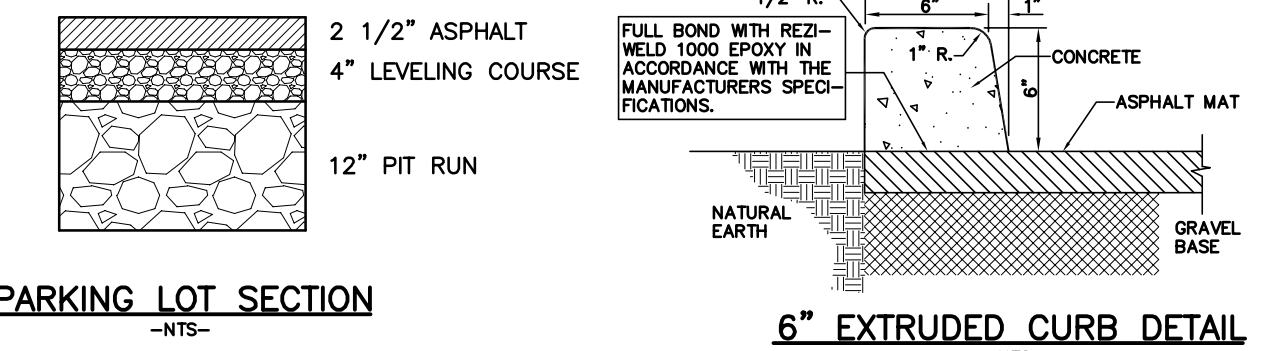 2 1/2" ASPHALT
4" LEVELING COURSE
12" PIT RUN
PARKING LOT SECTION
-NTS-
1/2" R.
6"
1"
FULL BOND WITH REZI-
WELD 1000 EPOXY IN
ACCORDANCE WITH THE
MANUFACTURERS SPECI-
FICATIONS.
1" R.
CONCRETE
6"
ASPHALT MAT
NATURAL
EARTH
GRAVEL
BASE
6" EXTRUDED CURB DETAIL